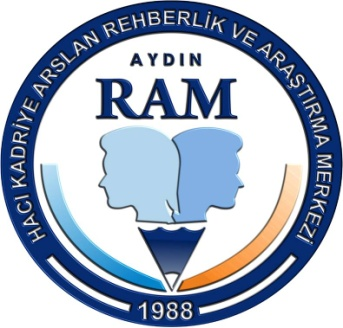 HACI KADRİYE ARSLAN REHBERLİK VE ARAŞTIRMA MERKEZİ
AYDIN
RAM
1988